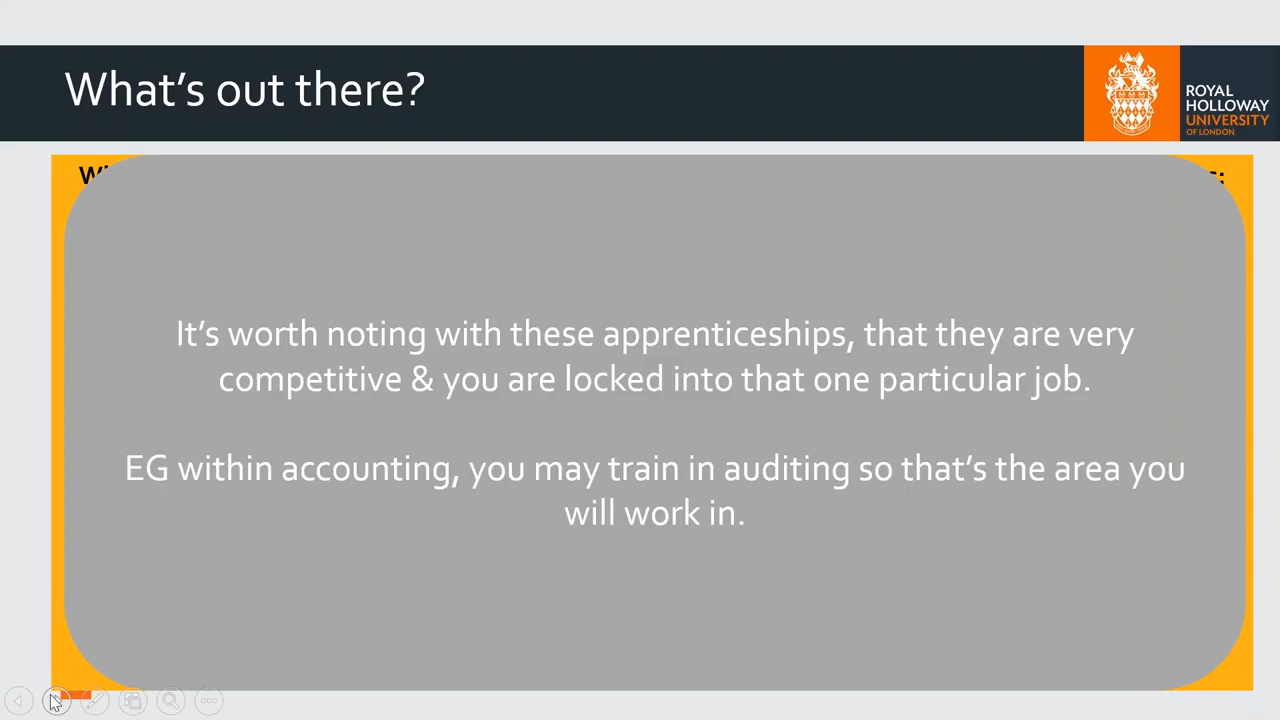 What's out there?
ROYAL
HOLLOWAY
UNIVERSITY
OF LONDON
It's worth noting with these apprenticeships, that they are very
competitive & you are locked into that one particular job.
EG within accounting, you may train in auditing so that's the area you
will work in.